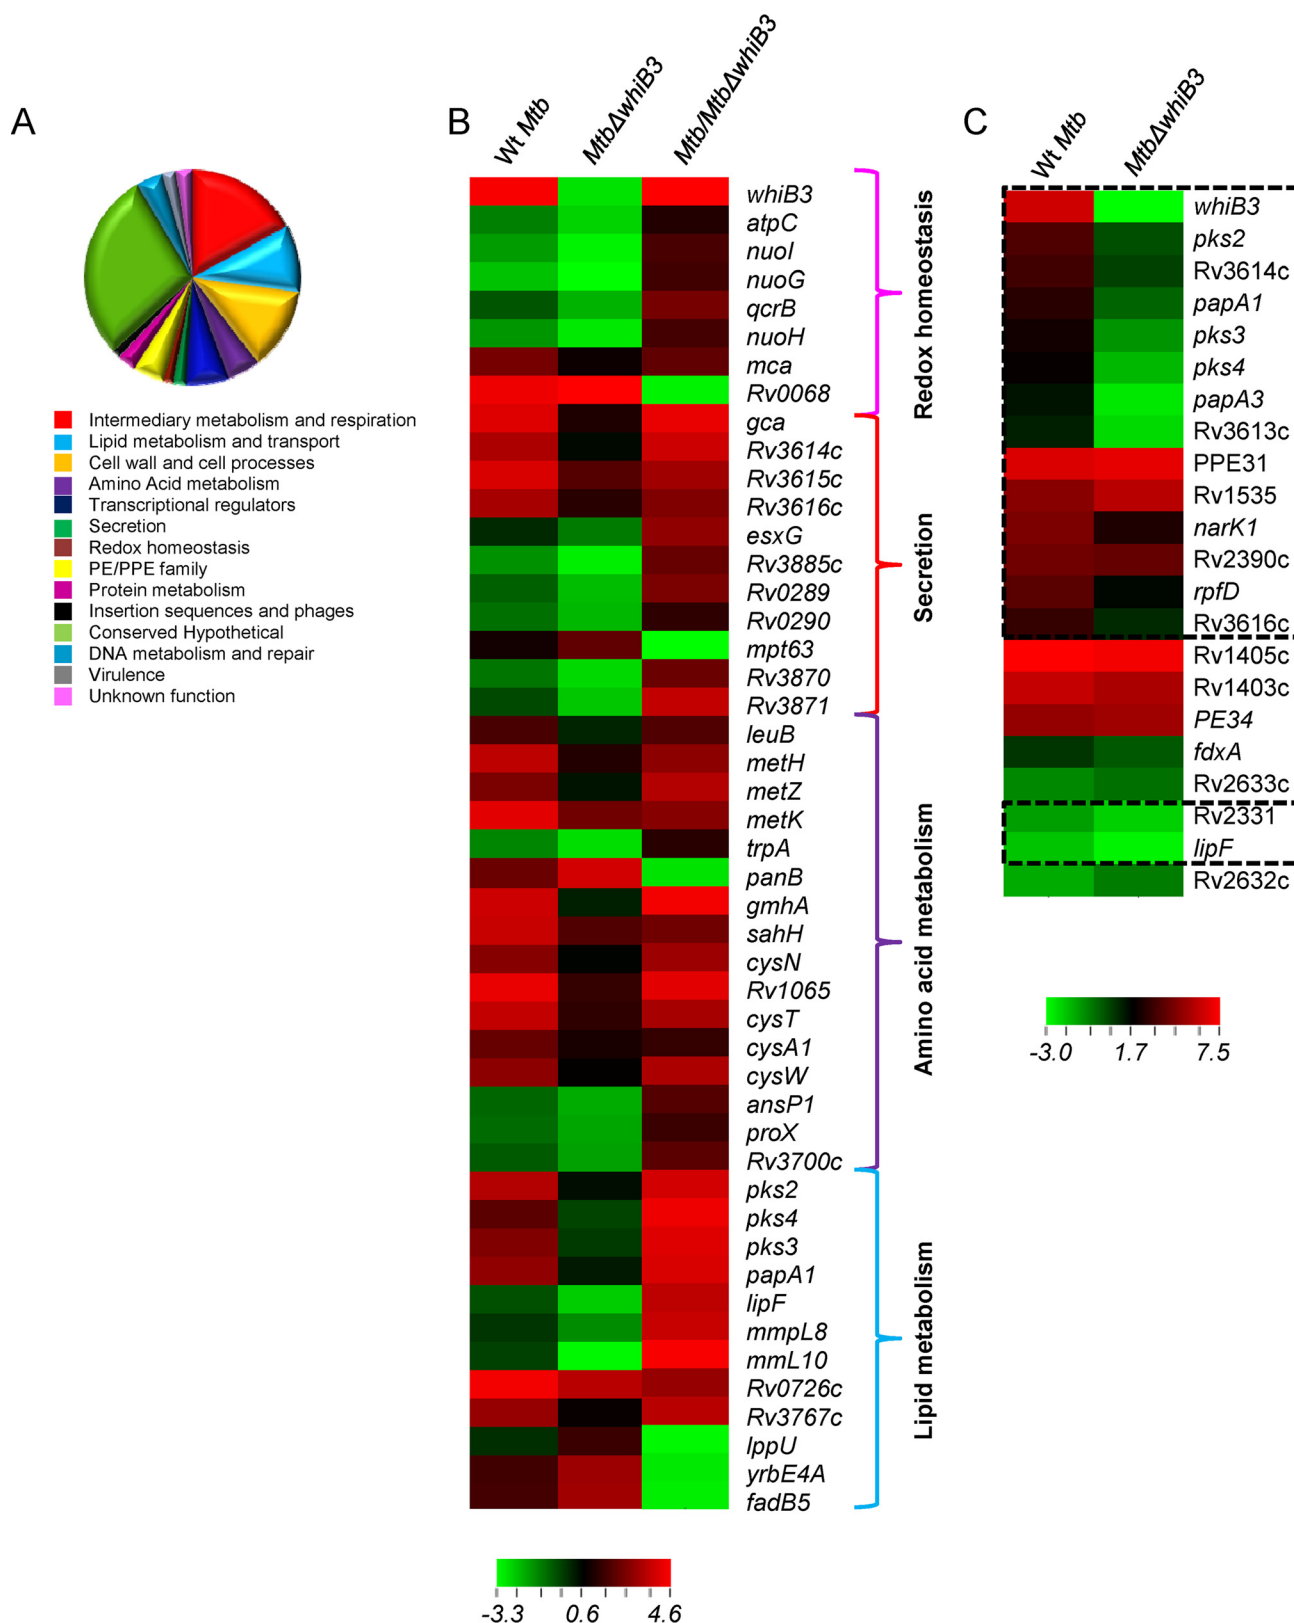 A
Intermediary metabolism and respiration
Lipid metabolism and transport
Cell wall and cell processes
Amino Acid metabolism
Transcriptional regulators
Secretion
Redox homeostasis
PE/PPE family
Protein metabolism
Insertion sequences and phages
Conserved Hypothetical
DNA metabolism and repair
Virulence
Unknown function
B
Wt Mtb
MtbΔwhiB3
Mtb/MtbΔwhiB3
whiB3
atpC
nuoI
nuoG
qcrB
nuoH
mca
Rv0068
gca
Rv3614c
Rv3615c
Rv3616c
esxG
Rv3885c
Rv0289
Rv0290
mpt63
Rv3870
Rv3871
leuB
metH
metZ
metK
trpA
panB
gmhA
sahH
cysN
Rv1065
cysT
cysA1
cysW
ansP1
proX
Rv3700c
pks2
pks4
pks3
papA1
lipF
mmpL8
mmL10
Rv0726c
Rv3767c
lppU
yrbE4A
fadB5
Redox homeostasis
Secretion
Amino acid metabolism
Lipid metabolism
-3.3 0.6 4.6
C
Wt Mtb
MtbΔwhiB3
whiB3
pks2
Rv3614c
papA1
pks3
pks4
papA3
Rv3613c
PPE31
Rv1535
narK1
Rv2390c
rpfD
Rv3616c
Rv1405c
Rv1403c
PE34
fdxA
Rv2633c
Rv2331
lipF
Rv2632c
-3.0 1.7 7.5